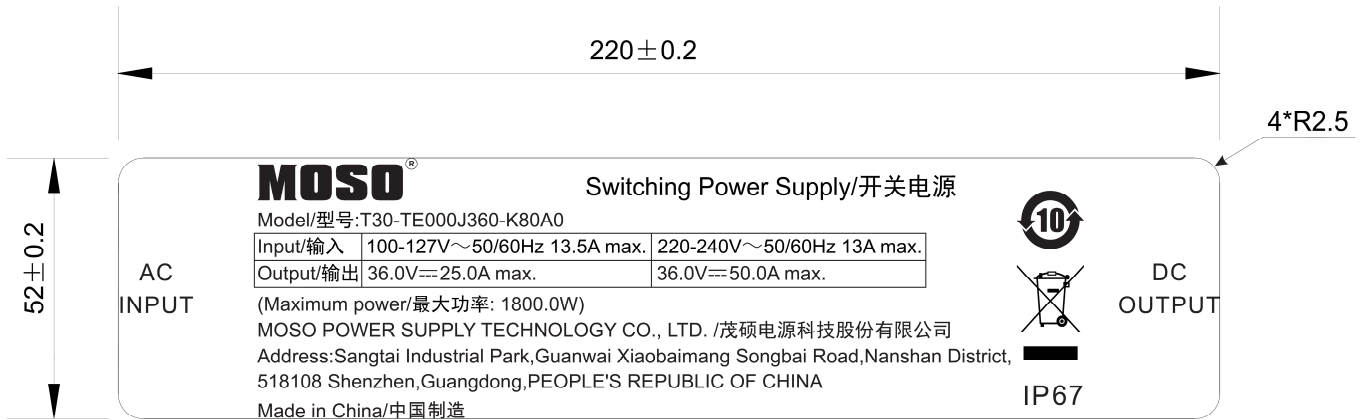 220±0.2
4*R2.5
52±0.2
MOSO®
Switching Power Supply/开关电源
Model/型号:T30-TE000J360-K80A0
Input/输入 100-127V～50/60Hz 13.5A max. 220-240V～50/60Hz 13A max.
Output/输出 36.0V⎓25.0A max. 36.0V⎓50.0A max.
(Maximum power/最大功率: 1800.0W)
MOSO POWER SUPPLY TECHNOLOGY CO., LTD. /茂硕电源科技股份有限公司
Address:Sangtai Industrial Park,Guanwai Xiaobaimang Songbai Road,Nanshan District,
518108 Shenzhen,Guangdong,PEOPLE'S REPUBLIC OF CHINA
Made in China/中国制造
AC
INPUT
10
IP67
DC
OUTPUT